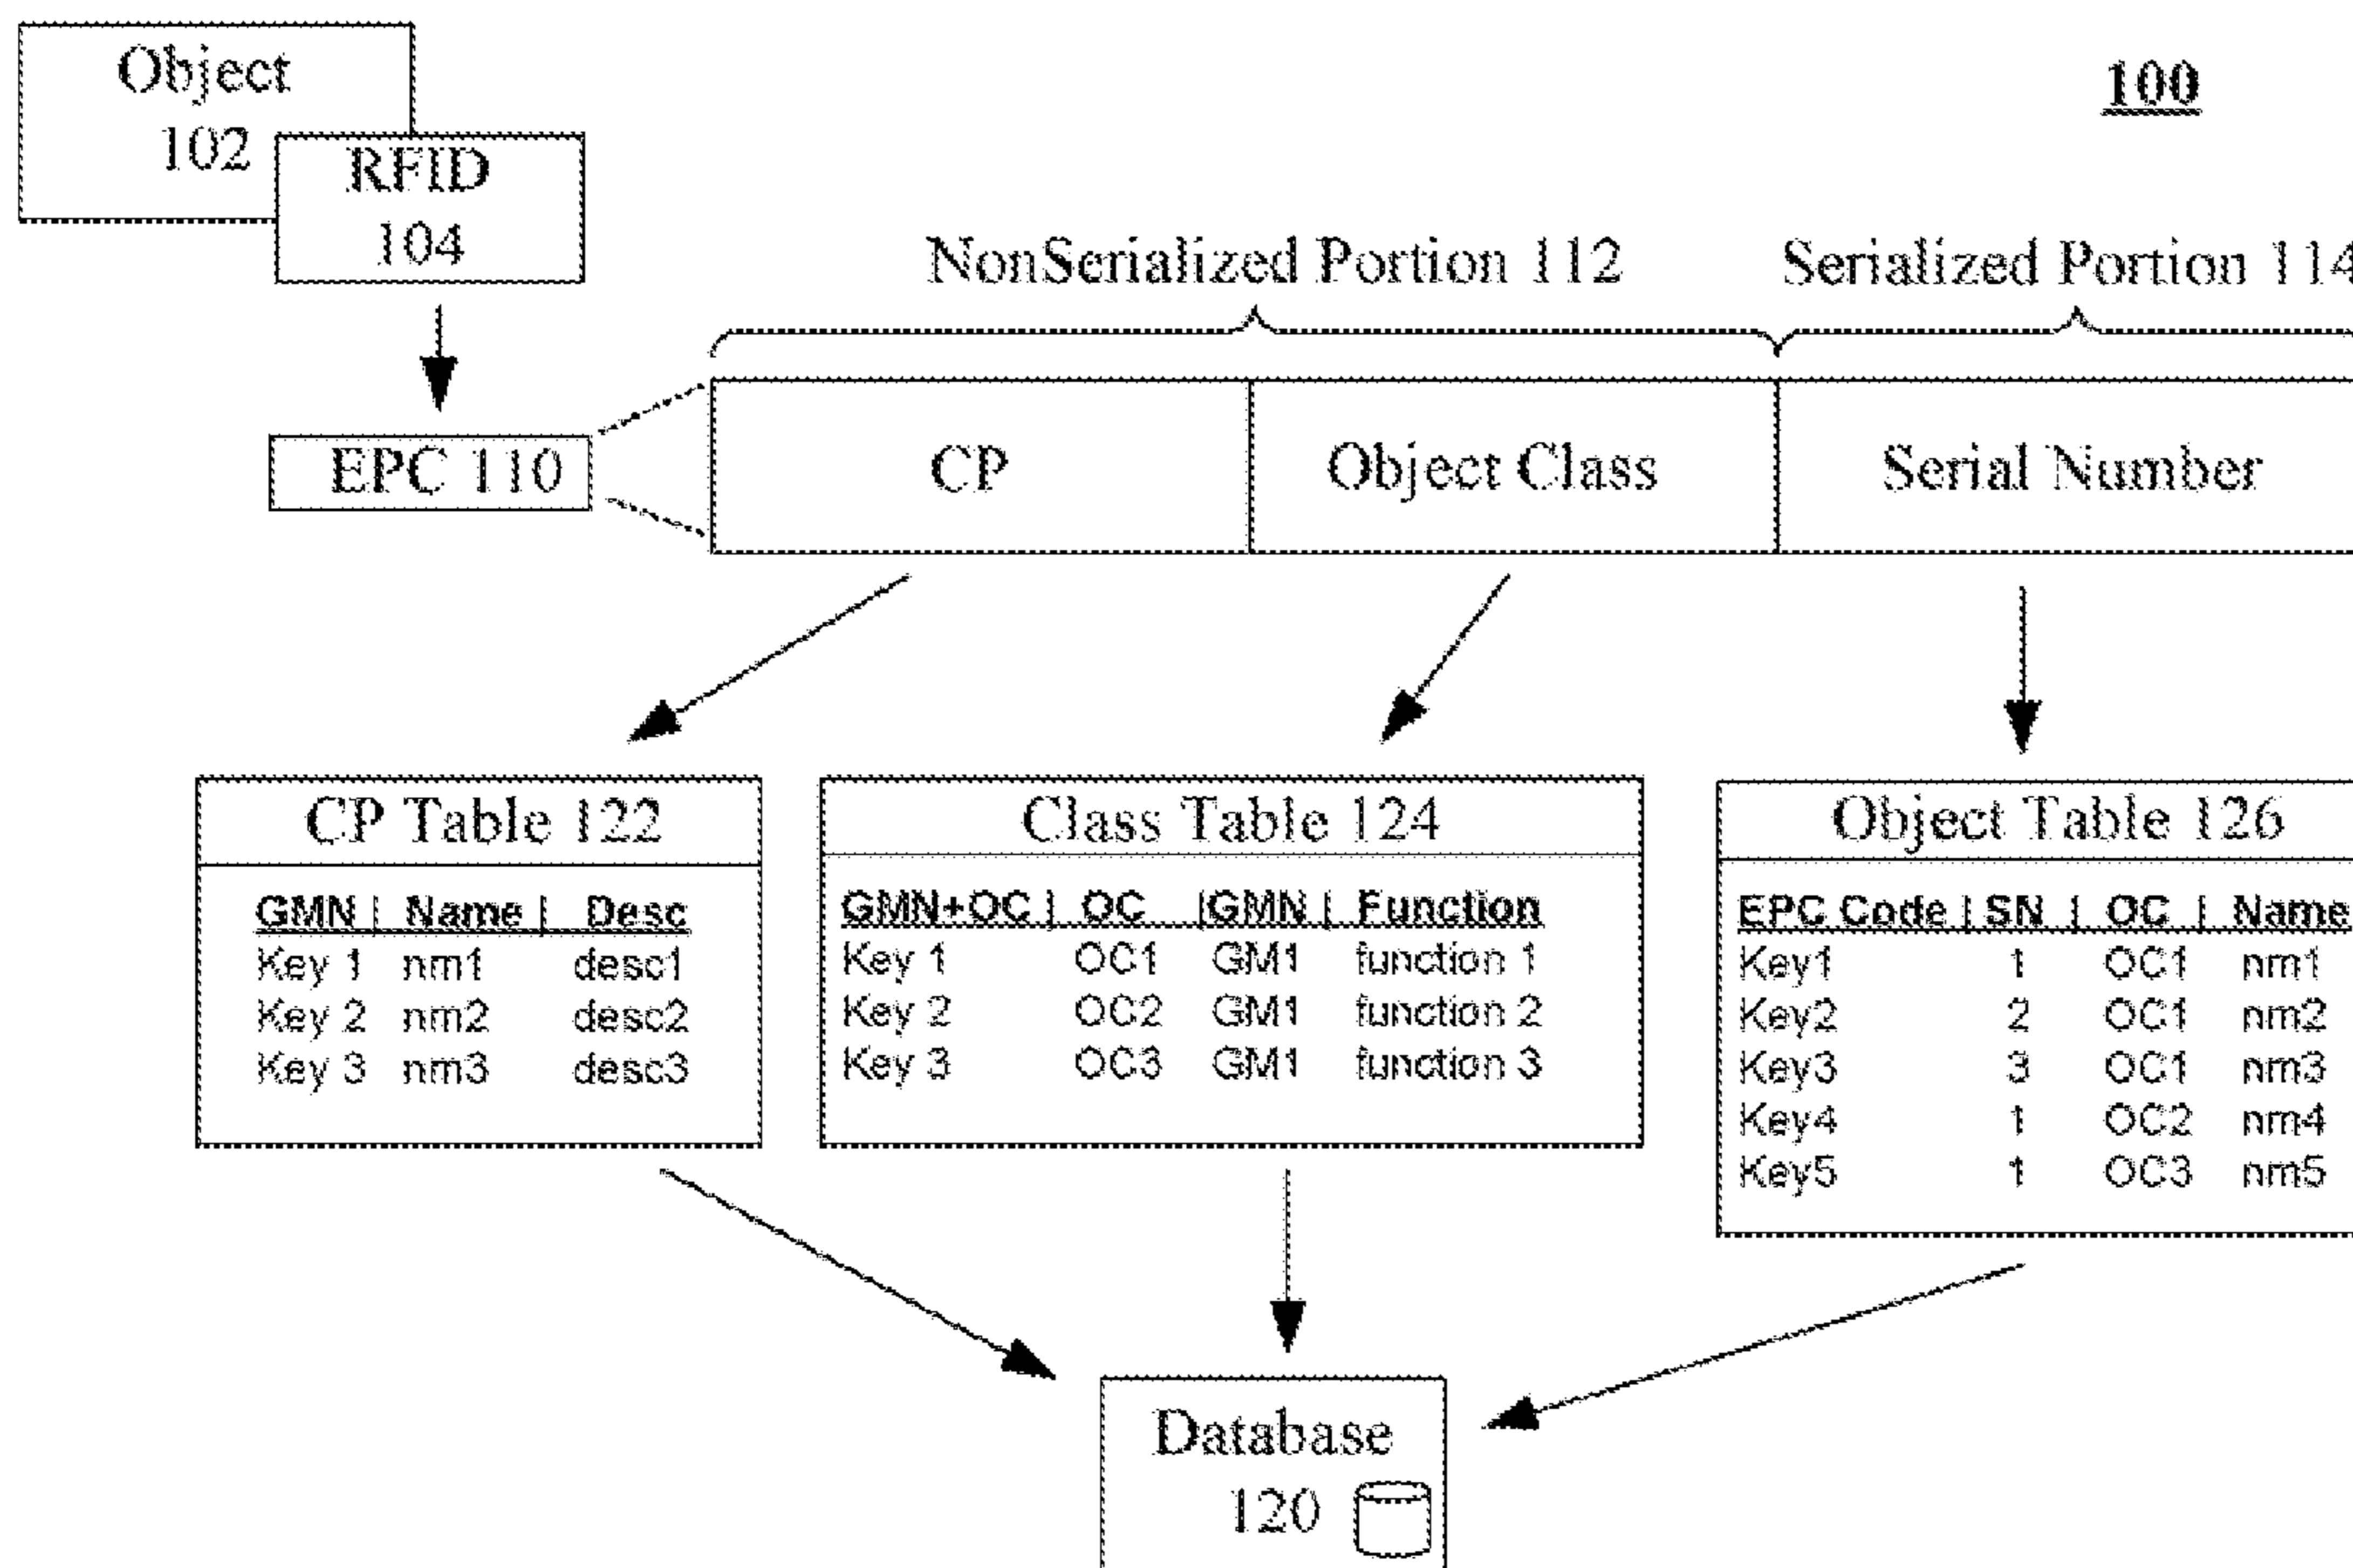 Object
102
100
RFID
104
NonSerialized Portion 112
Serialized Portion 114
EPC 110
CP
Object Class
Serial Number
CP Table 122
GMN | Name | Desc
Key 1 nm1 desc1
Key 2 nm2 desc2
Key 3 nm3 desc3
Class Table 124
GMN+OC | OC |GMN | Function
Key 1 OC1 GM1 function 1
Key 2 OC2 GM1 function 2
Key 3 OC3 GM1 function 3
Object Table 126
EPC Code | SN | OC | Name
Key1 1 OC1 nm1
Key2 2 OC1 nm2
Key3 3 OC1 nm3
Key4 1 OC2 nm4
Key5 1 OC3 nm5
Database
120